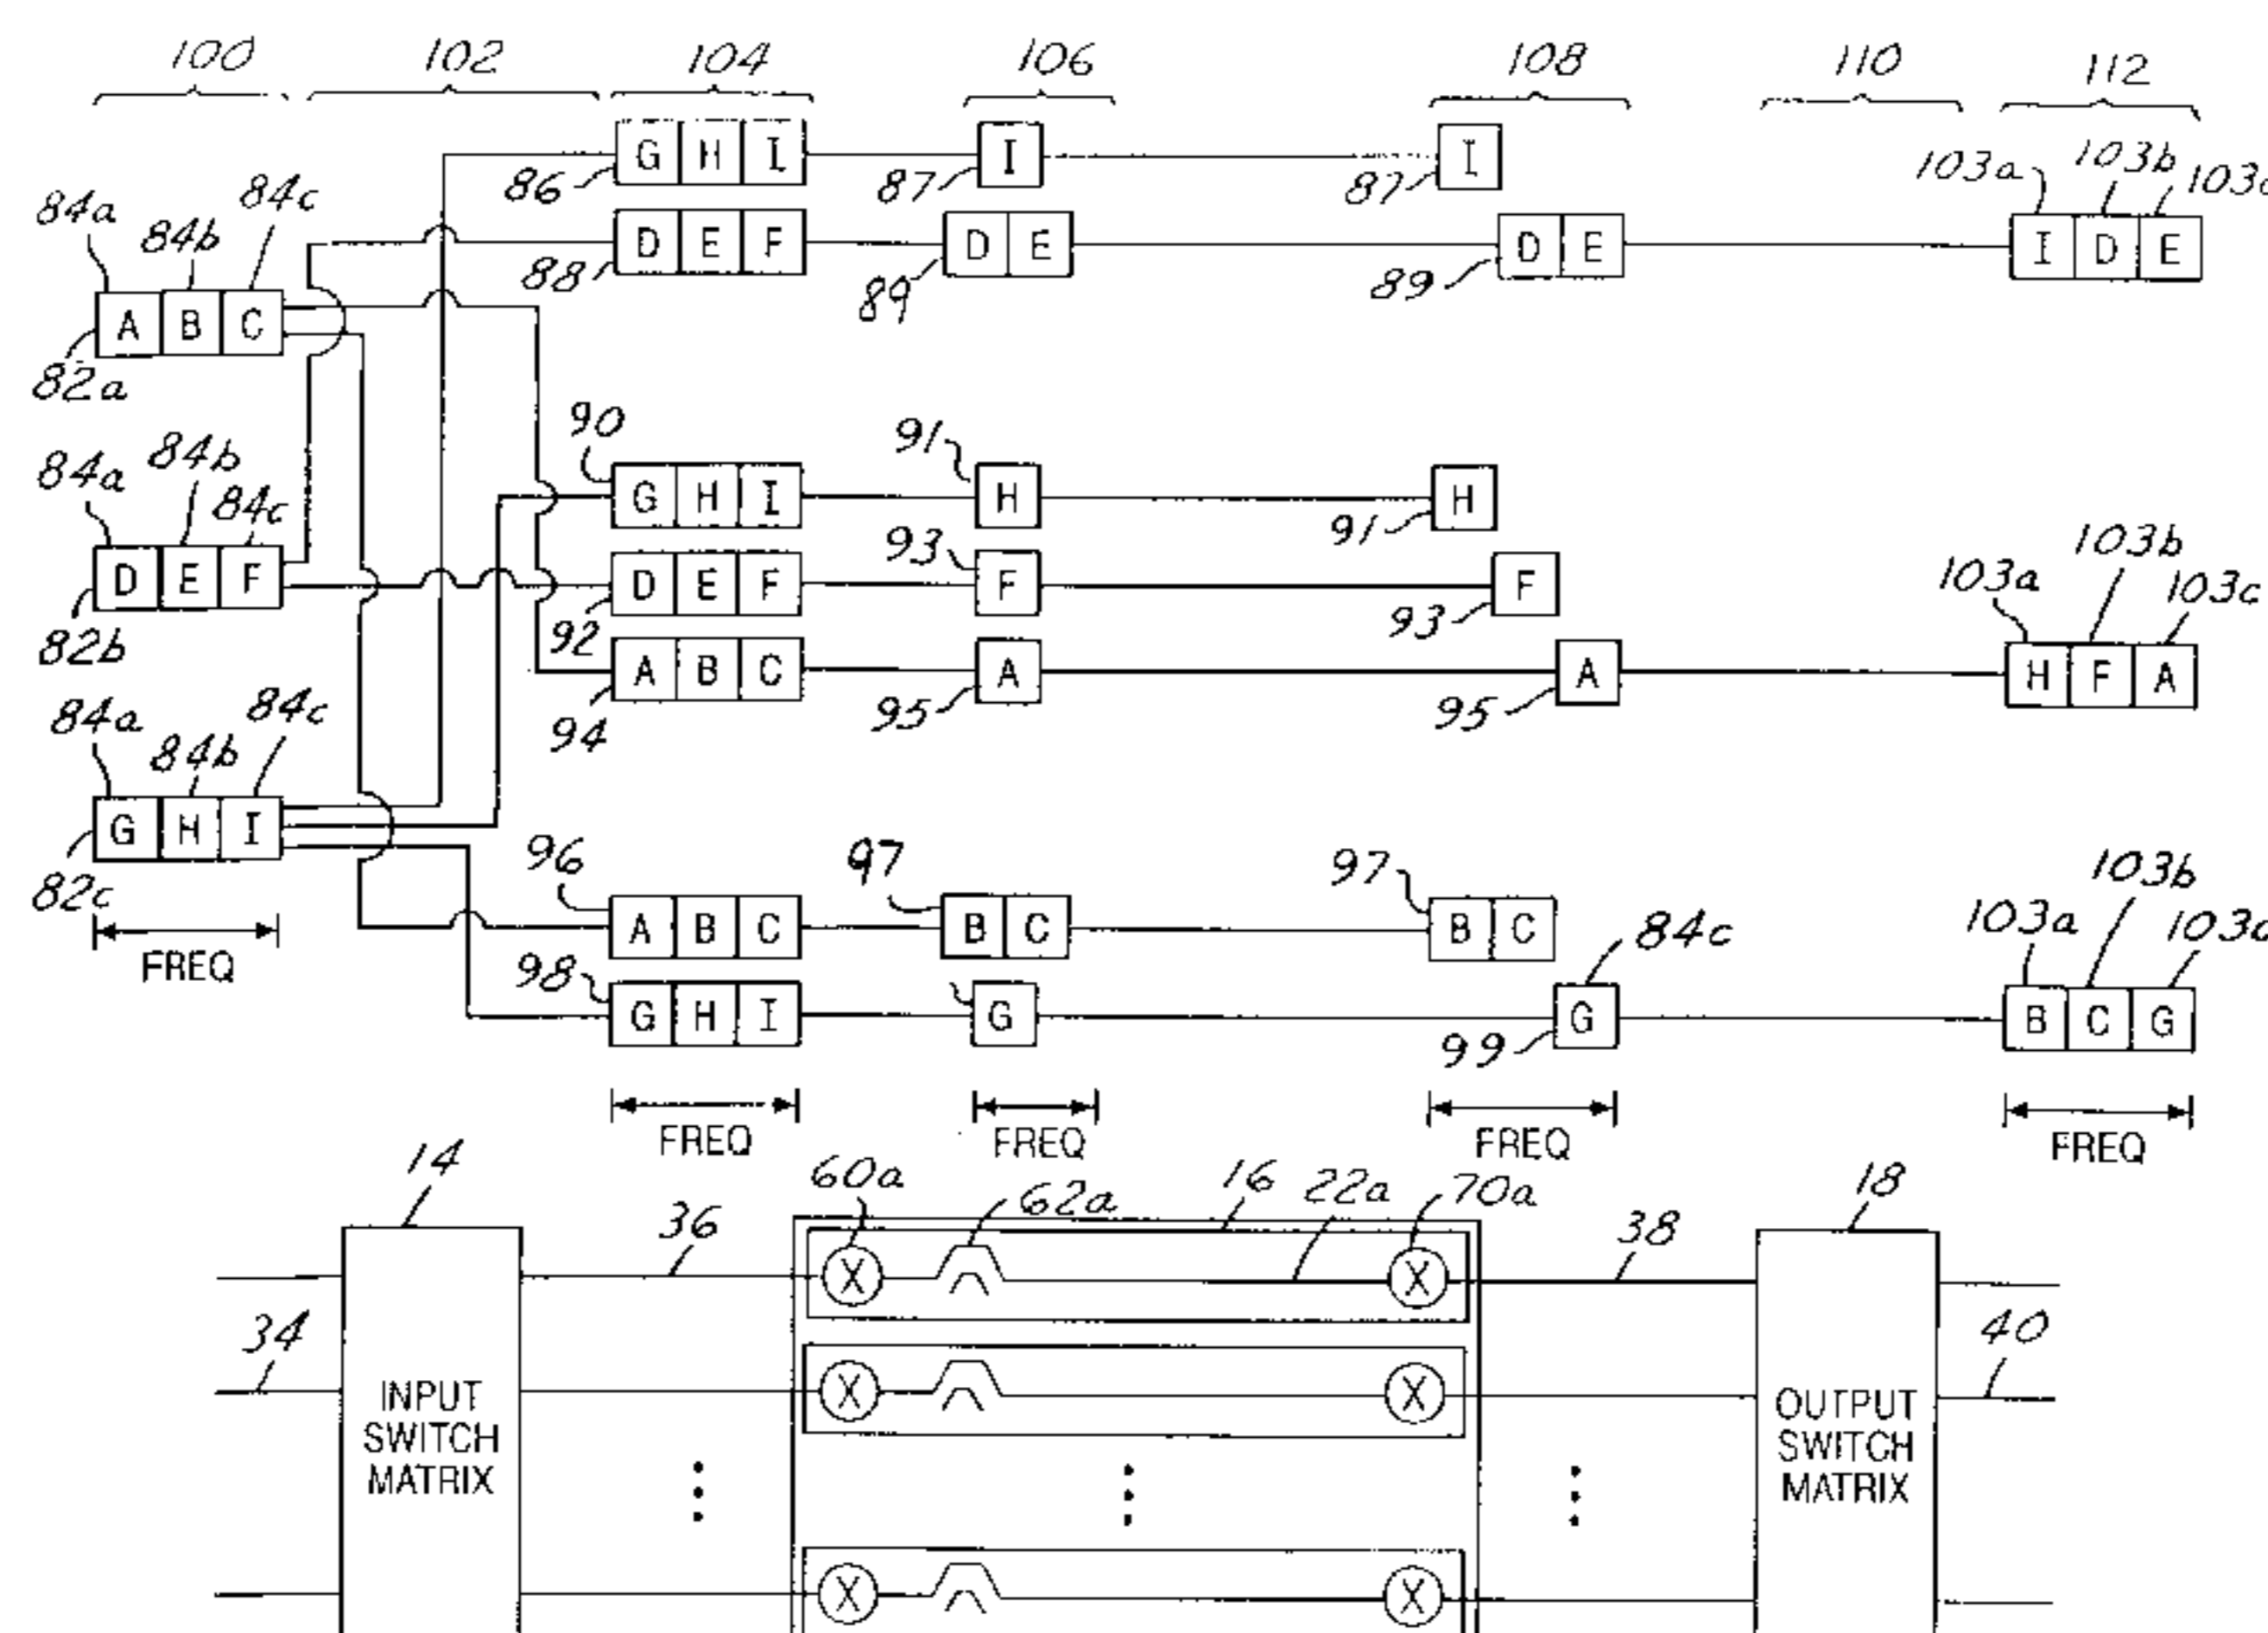 100 102 104 106 108 110 112
G H I I I 103a 103b
86 87 87
84a 84b 84c
D E F D E D E I D E
88 89 89
A B C
82a
90 91
84a 84b 84c
G H I H H
91
93 103a 103b 103c
D E F D E F F F
82b 92 93
A B C A A H F A
94 95 95
84a 84b 84c
G H I
82c
96 97 97 103a 103b
84c
A B C B C B C
FREQ
98
G H I G G B C G
99
FREQ FREQ FREQ FREQ
14 36 60a 62a 16 22a 70a 38 18
X X
34 40
X X
INPUT
SWITCH
MATRIX
OUTPUT
SWITCH
MATRIX
X X